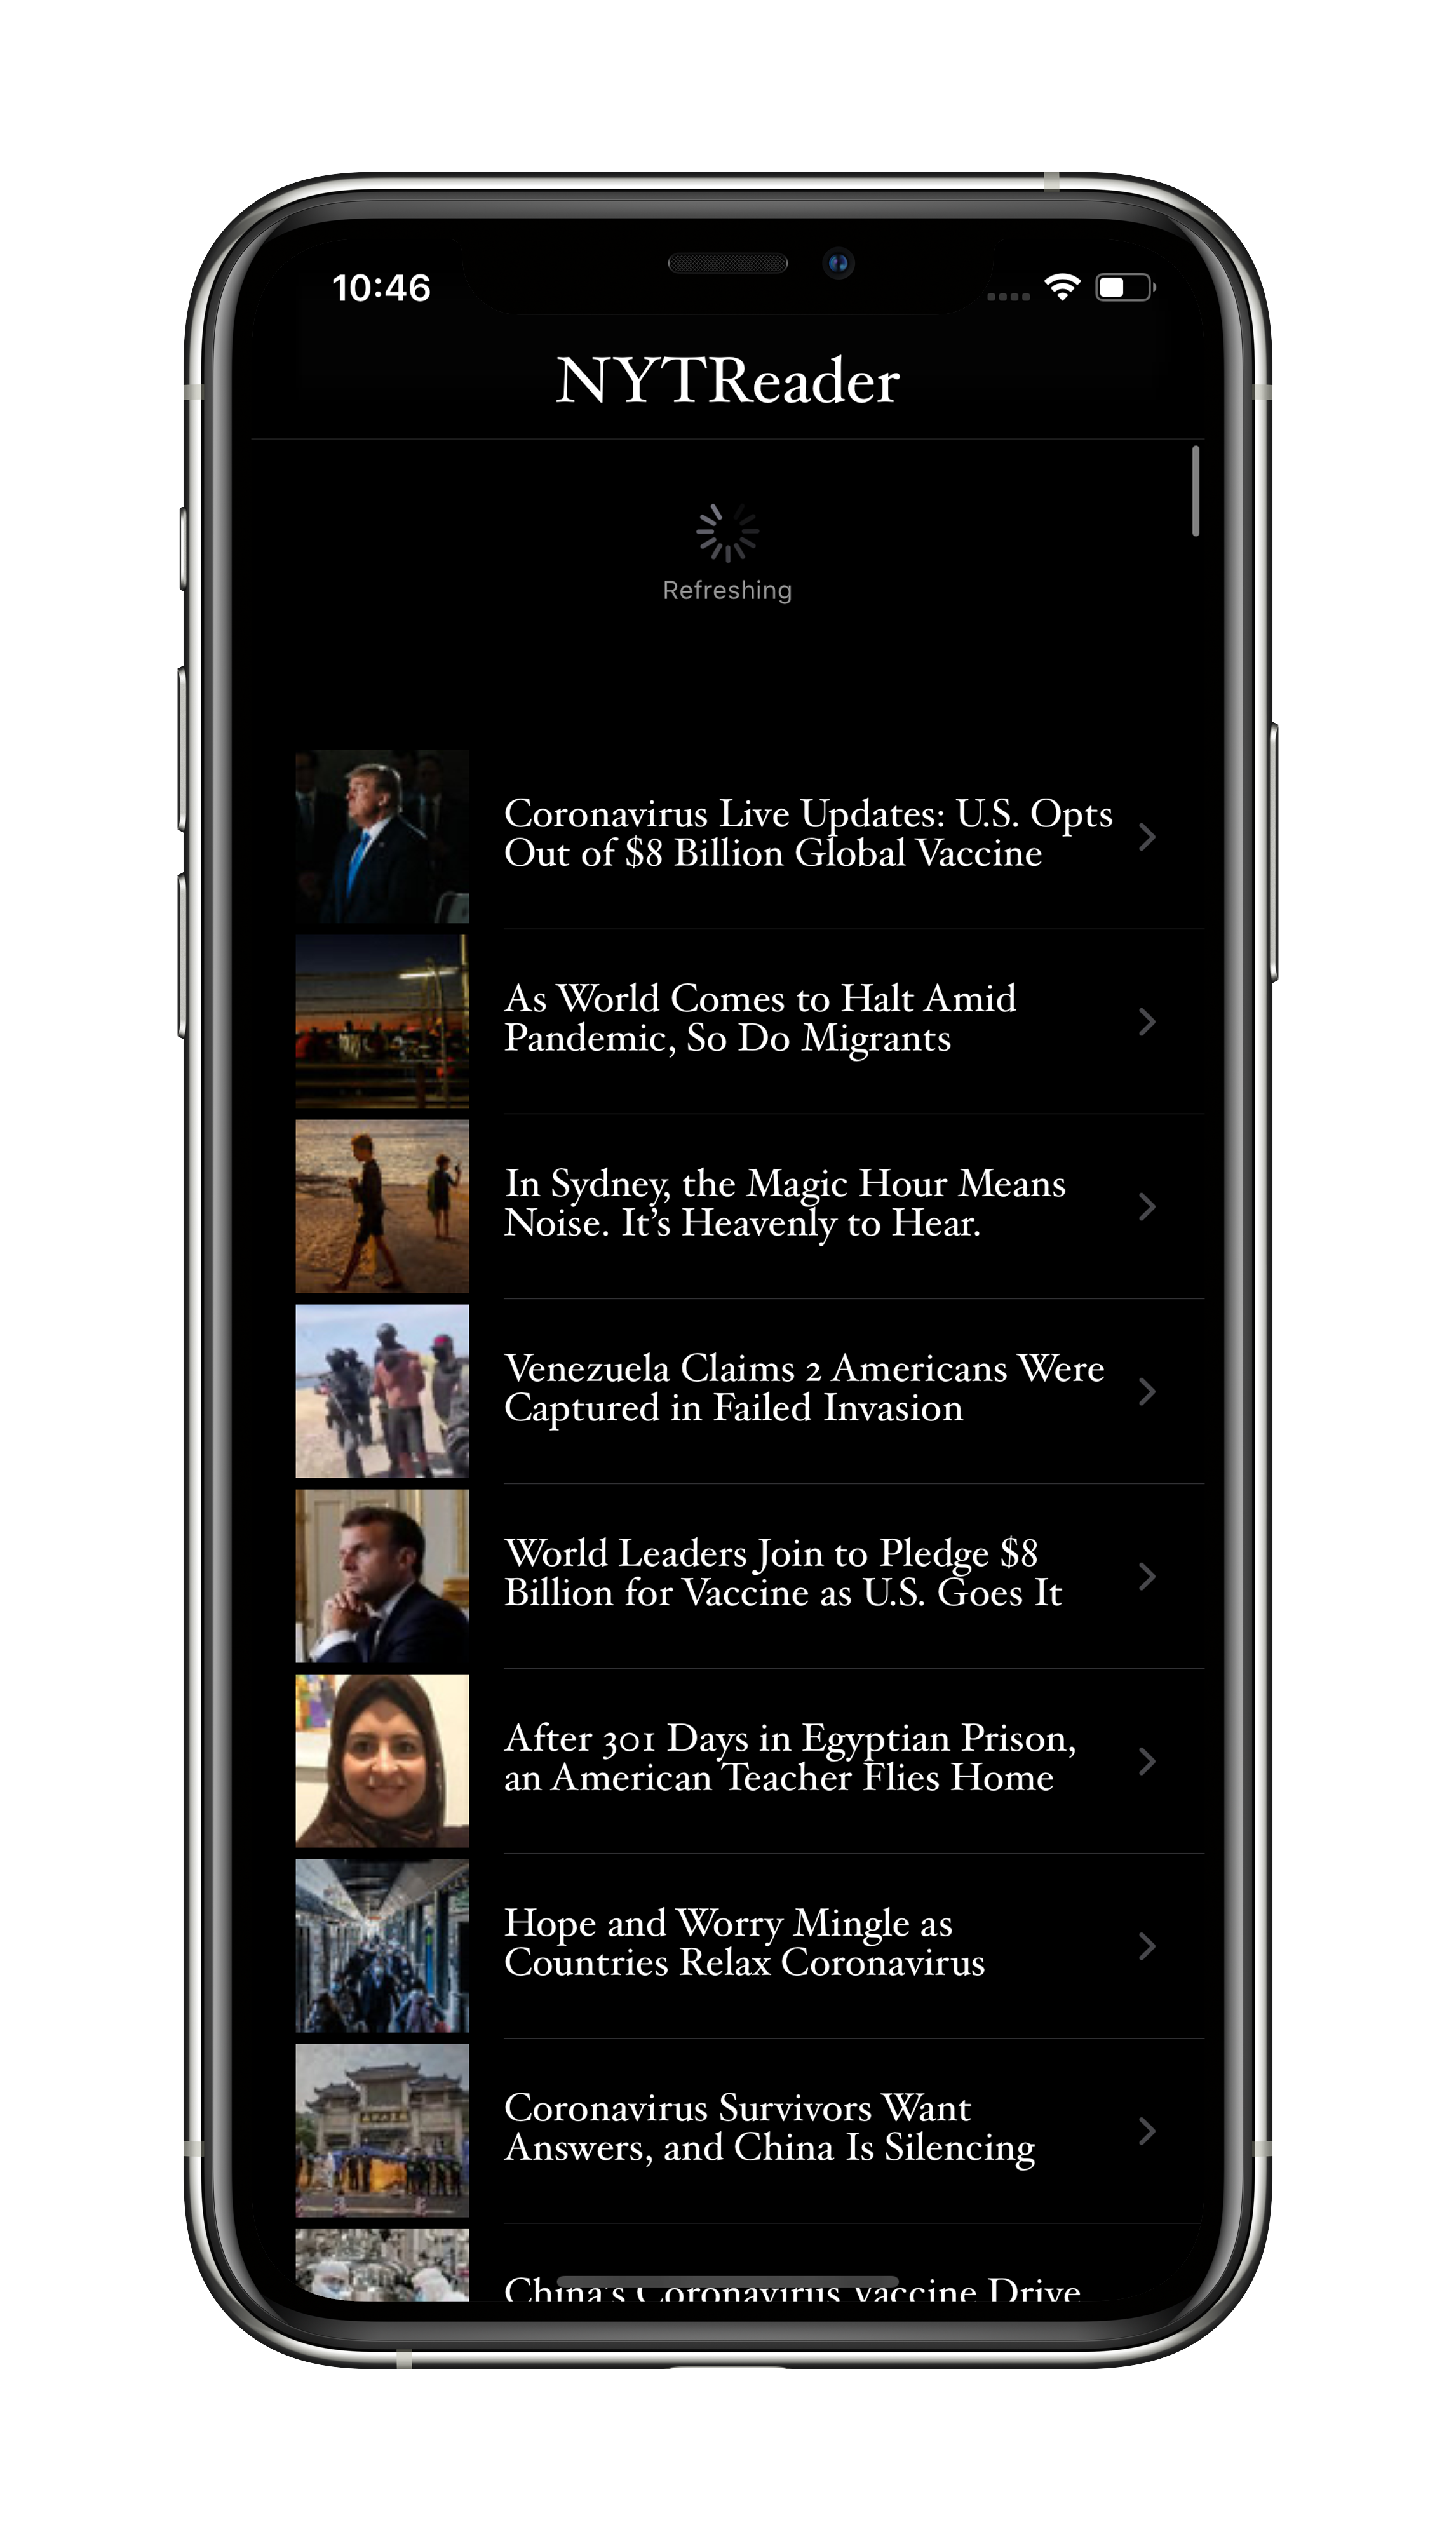 10:46
NYTReader
Refreshing
Coronavirus Live Updates: U.S. Opts
Out of $8 Billion Global Vaccine
As World Comes to Halt Amid
Pandemic, So Do Migrants
In Sydney, the Magic Hour Means
Noise. It’s Heavenly to Hear.
Venezuela Claims 2 Americans Were
Captured in Failed Invasion
World Leaders Join to Pledge $8
Billion for Vaccine as U.S. Goes It
After 301 Days in Egyptian Prison,
an American Teacher Flies Home
Hope and Worry Mingle as
Countries Relax Coronavirus
Coronavirus Survivors Want
Answers, and China Is Silencing
China’s Coronavirus Vaccine Drive